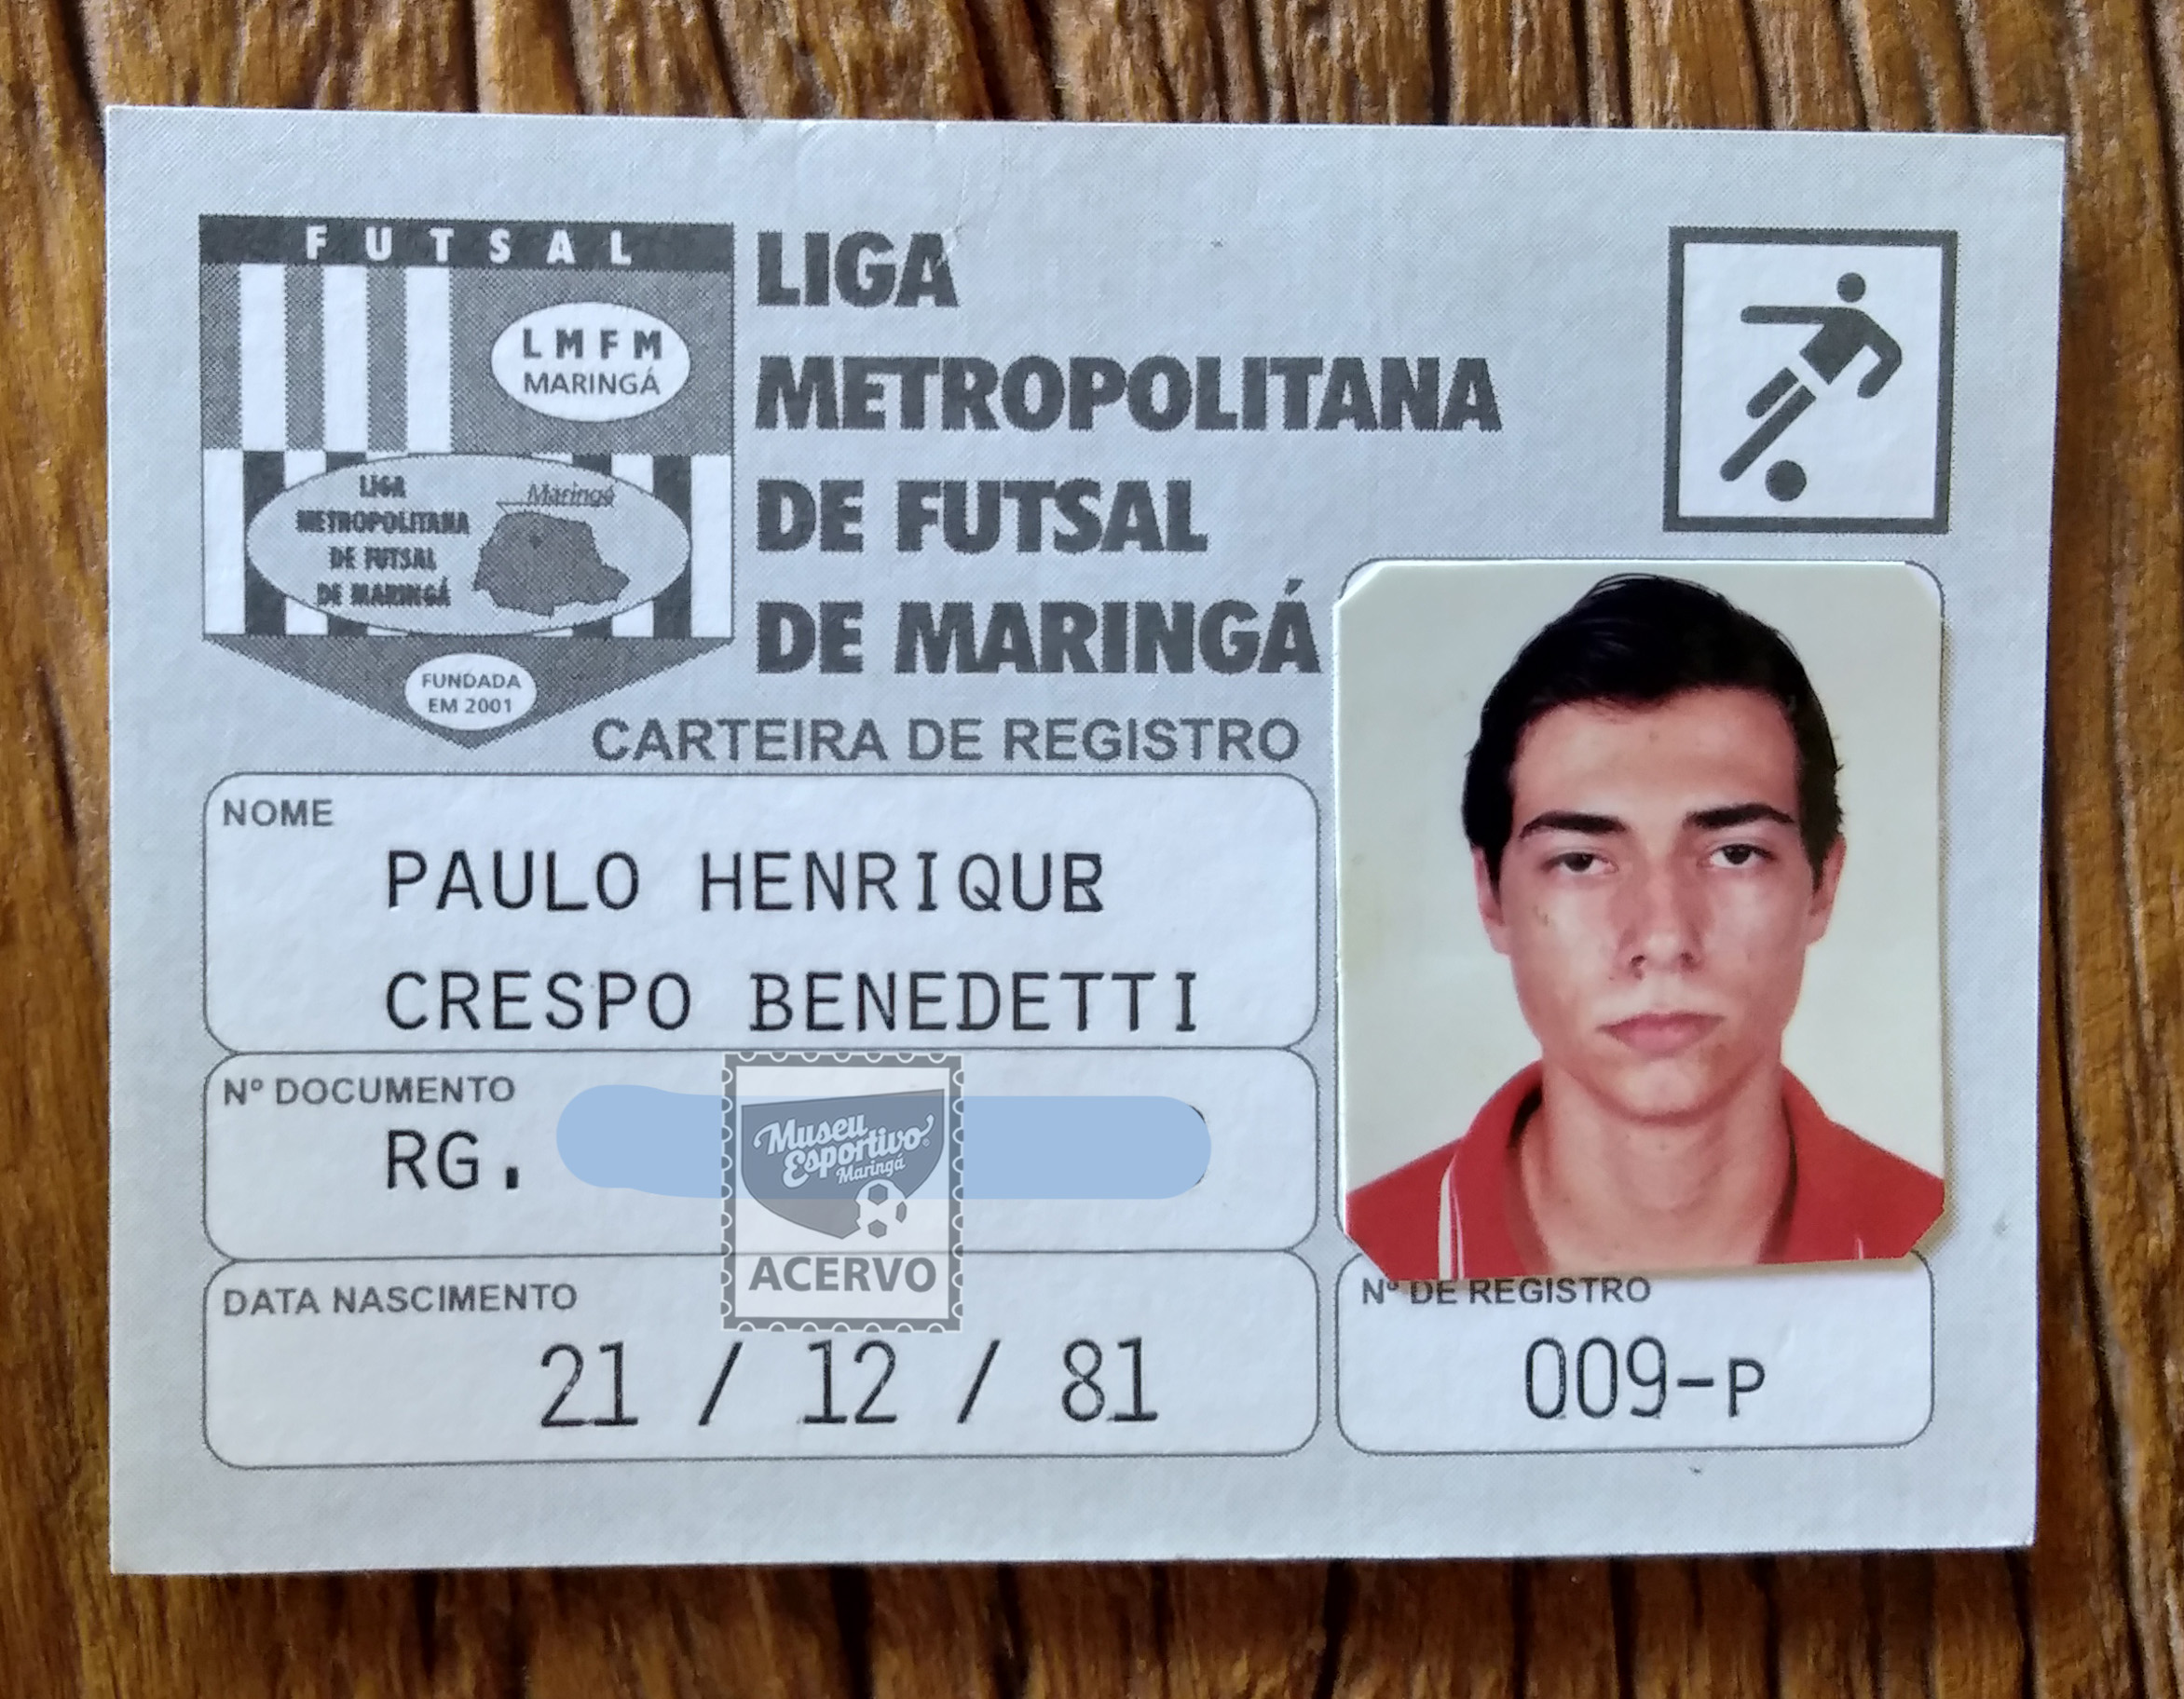 FUTSAL
LMFM
MARINGÁ
LIGA
METROPOLITANA
DE FUTSAL
DE MARINGÁ
Maringá
FUNDADA
EM 2001
LIGA
METROPOLITANA
DE FUTSAL
DE MARINGÁ
CARTEIRA DE REGISTRO
NOME
PAULO HENRIQUE
CRESPO BENEDETTI
Nº DOCUMENTO
RG.
Museu
Esportivo
Maringá
ACERVO
DATA NASCIMENTO
21 / 12 / 81
Nº DE REGISTRO
009-P